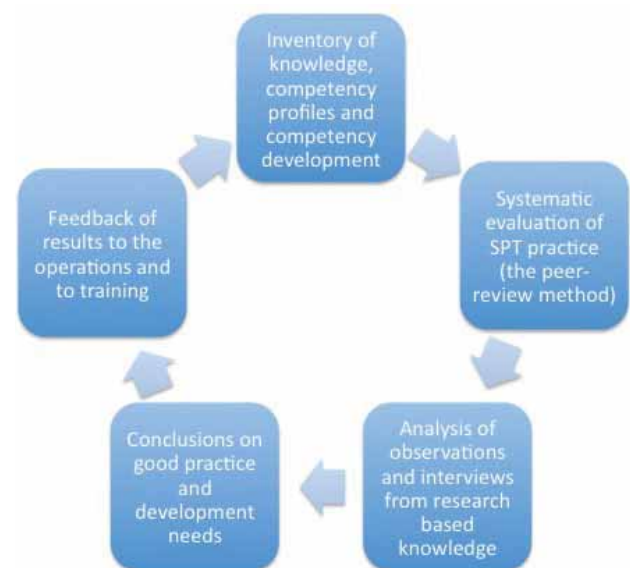 Inventory of
knowledge,
competency
profiles and
competency
development
Systematic
evaluation of
SPT practice
(the peer-
review method)
Analysis of
observations
and interviews
from research
based
knowledge
Conclusions on
good practice
and
development
needs
Feedback of
results to the
operations and
to training